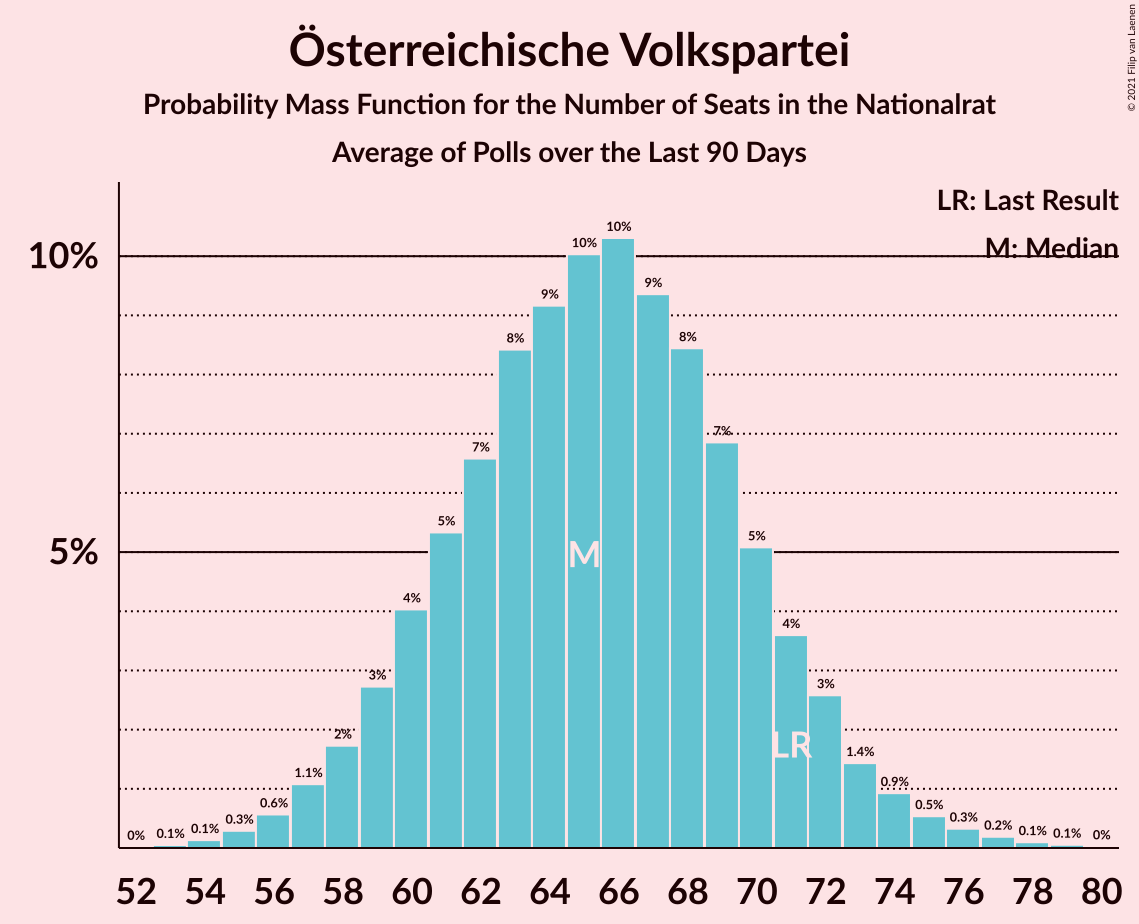 Österreichische Volkspartei
Probability Mass Function for the Number of Seats in the Nationalrat
Average of Polls over the Last 90 Days
© 2021 Filip van Laenen
LR: Last Result
M: Median
10%
5%
0% 0.1% 0.1% 0.3% 0.6% 1.1% 2% 3% 4% 5% 7% 8% 9% 10% 10% 9% 8% 7% 5% 4% 3% 1.4% 0.9% 0.5% 0.3% 0.2% 0.1% 0.1% 0%
M
LR
52 54 56 58 60 62 64 66 68 70 72 74 76 78 80